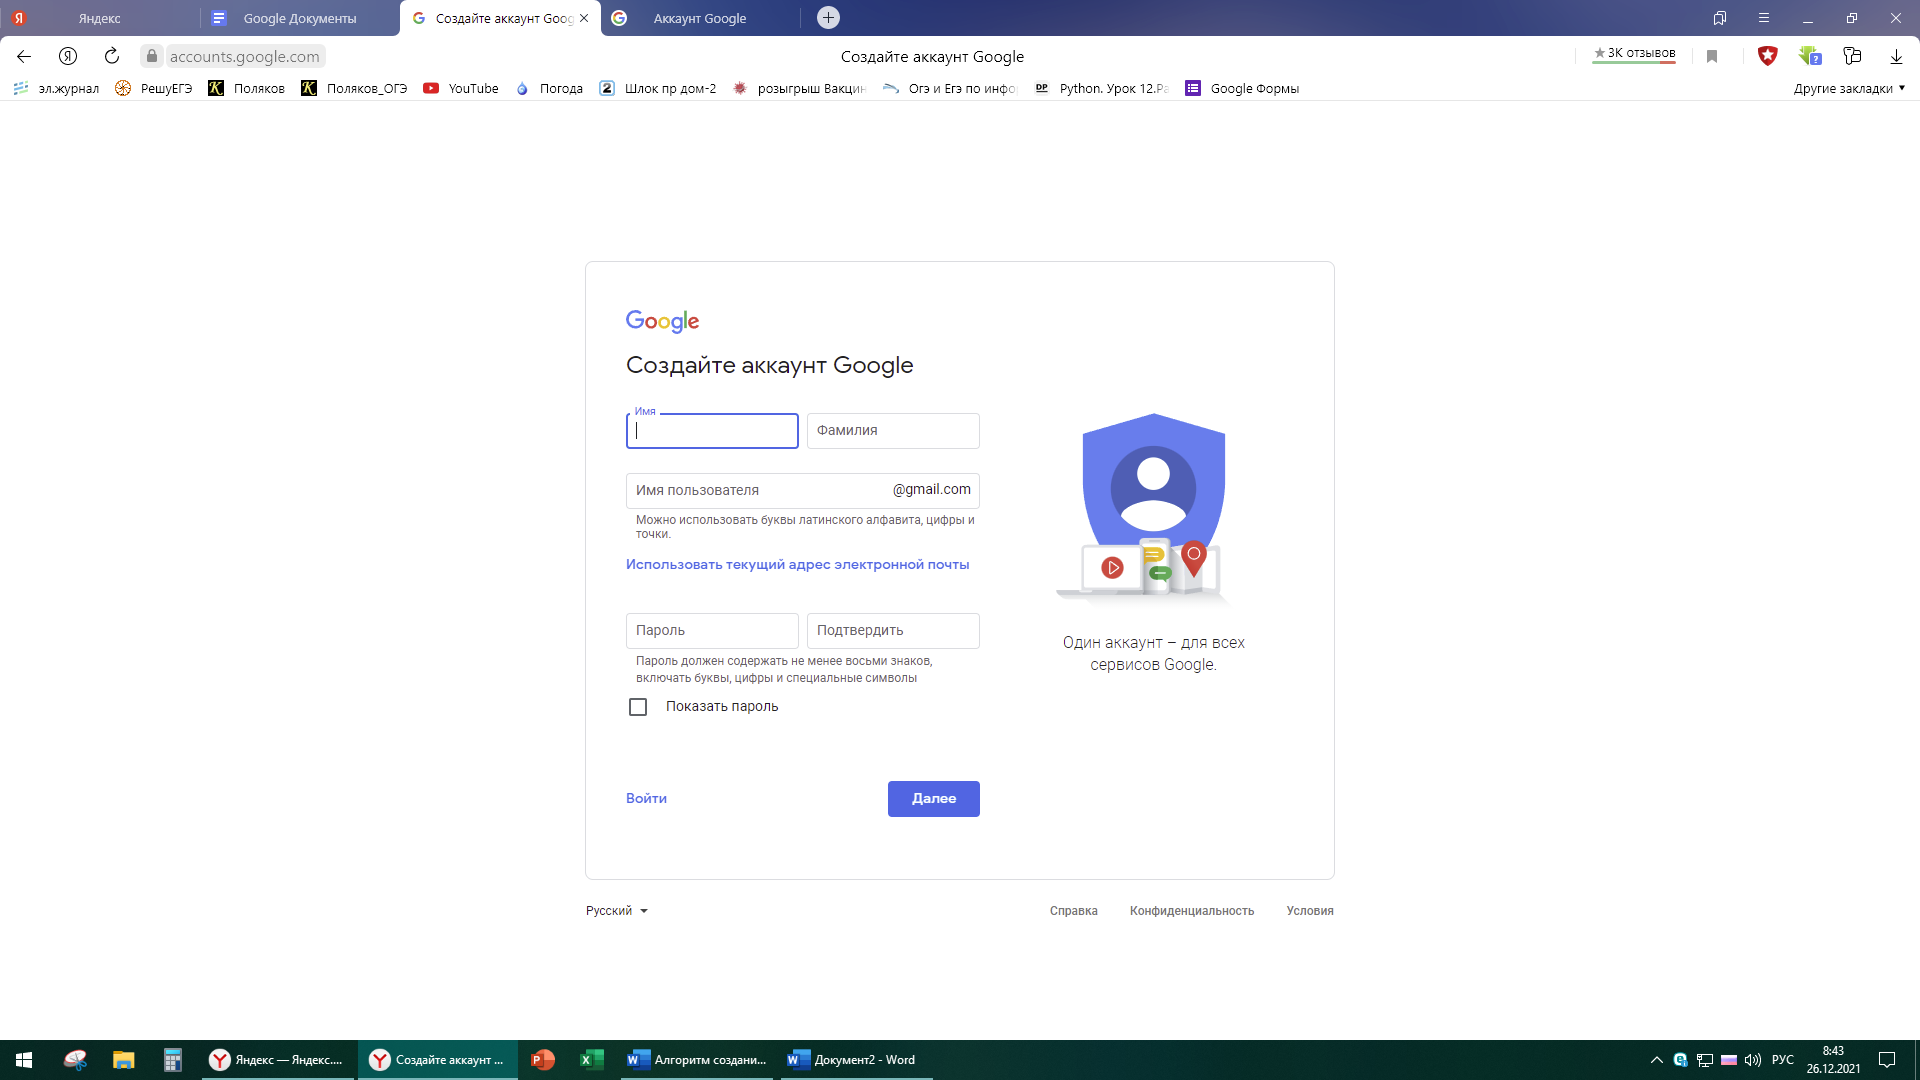 Яндекс
Google Документы
Создайте аккаунт Goog
Аккаунт Google
accounts.google.com
Создайте аккаунт Google
3К отзывов
эл.журнал
РешуЕГЭ
Поляков
Поляков_ОГЭ
YouTube
Погода
Шлок пр дом-2
розыгрыш Вакцин
Огэ и Егэ по инфо
Python. Урок 12.Ра
Google Формы
Другие закладки
Google
Создайте аккаунт Google
Имя
Фамилия
Имя пользователя
@gmail.com
Можно использовать буквы латинского алфавита, цифры и
точки.
Использовать текущий адрес электронной почты
Пароль
Подтвердить
Пароль должен содержать не менее восьми знаков,
включать буквы, цифры и специальные символы
Показать пароль
Войти
Далее
Один аккаунт – для всех
сервисов Google.
Русский
Справка
Конфиденциальность
Условия
Яндекс — Яндекс....
Создайте аккаунт ...
Алгоритм создани...
Документ2 - Word
РУС
8:43
26.12.2021